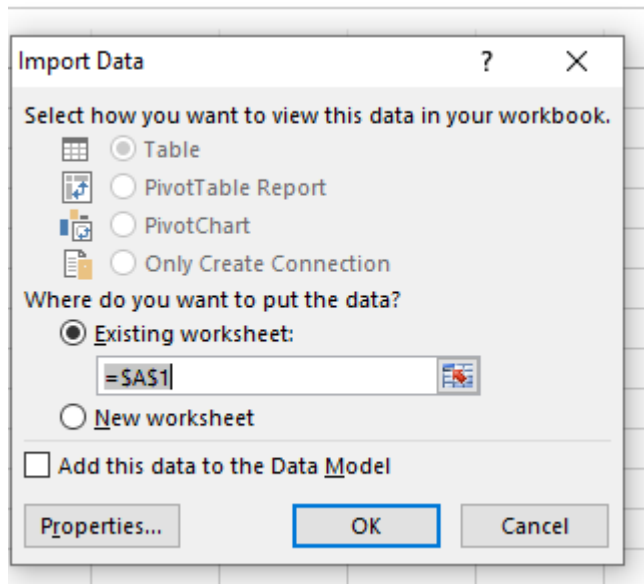 Import Data ?
Select how you want to view this data in your workbook.
Table
PivotTable Report
PivotChart
Only Create Connection
Where do you want to put the data?
Existing worksheet:
=$A$1
New worksheet
Add this data to the Data Model
Properties... OK Cancel